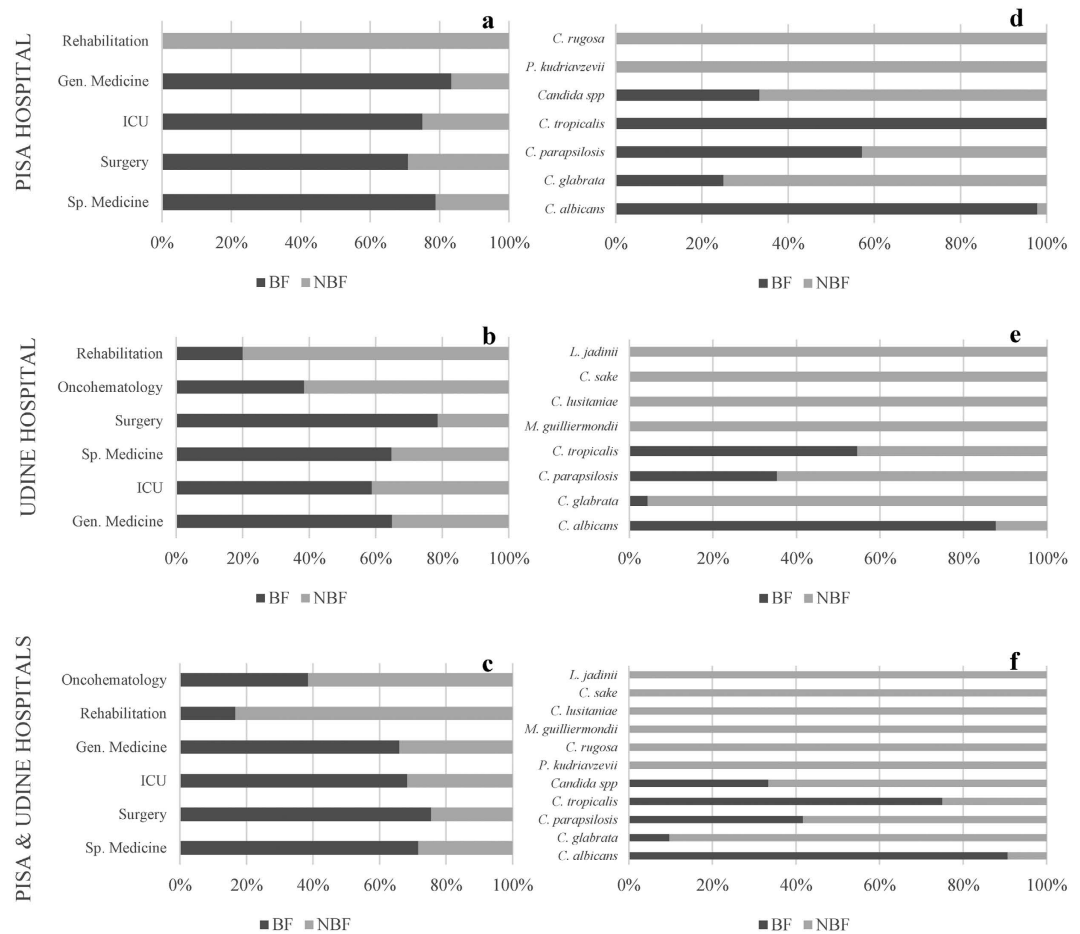 PISA HOSPITAL
a
Rehabilitation
Gen. Medicine
ICU
Surgery
Sp. Medicine
0% 20% 40% 60% 80% 100%
BF NBF
d
C. rugosa
P. kudriavzevii
Candida spp
C. tropicalis
C. parapsilosis
C. glabrata
C. albicans
0% 20% 40% 60% 80% 100%
BF NBF
UDINE HOSPITAL
b
Rehabilitation
Oncohematology
Surgery
Sp. Medicine
ICU
Gen. Medicine
0% 20% 40% 60% 80% 100%
BF NBF
e
L. jadinii
C. sake
C. lusitaniae
M. guilliermondii
C. tropicalis
C. parapsilosis
C. glabrata
C. albicans
0% 20% 40% 60% 80% 100%
BF NBF
PISA & UDINE HOSPITALS
c
Oncohematology
Rehabilitation
Gen. Medicine
ICU
Surgery
Sp. Medicine
0% 20% 40% 60% 80% 100%
BF NBF
f
L. jadinii
C. sake
C. lusitaniae
M. guilliermondii
C. rugosa
P. kudriavzevii
Candida spp
C. tropicalis
C. parapsilosis
C. glabrata
C. albicans
0% 20% 40% 60% 80% 100%
BF NBF